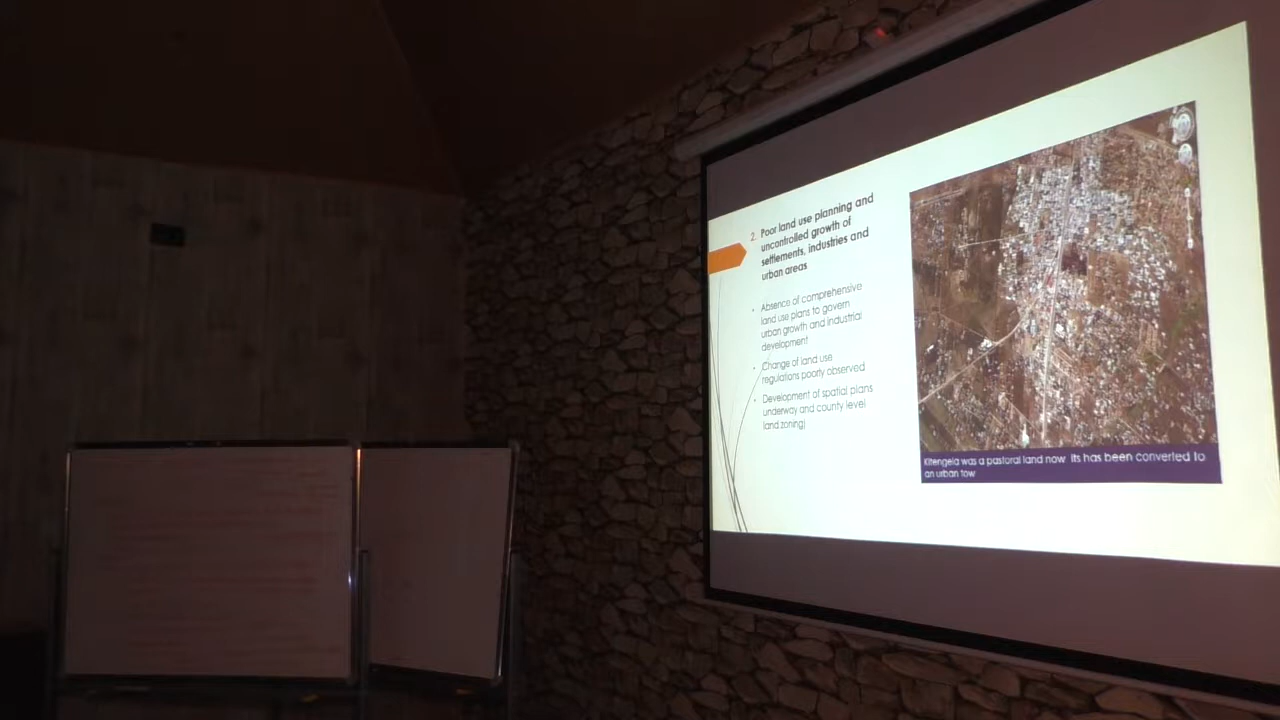 2. Poor land use planning and
uncontrolled growth of
settlements, industries and
urban areas
• Absence of comprehensive
land use plans to govern
urban growth and industrial
development
• Change of land use
regulations poorly observed
• Development of spatial plans
underway and county level
land zoning)
Kitengela was a pastoral land now its has been converted to
an urban tow